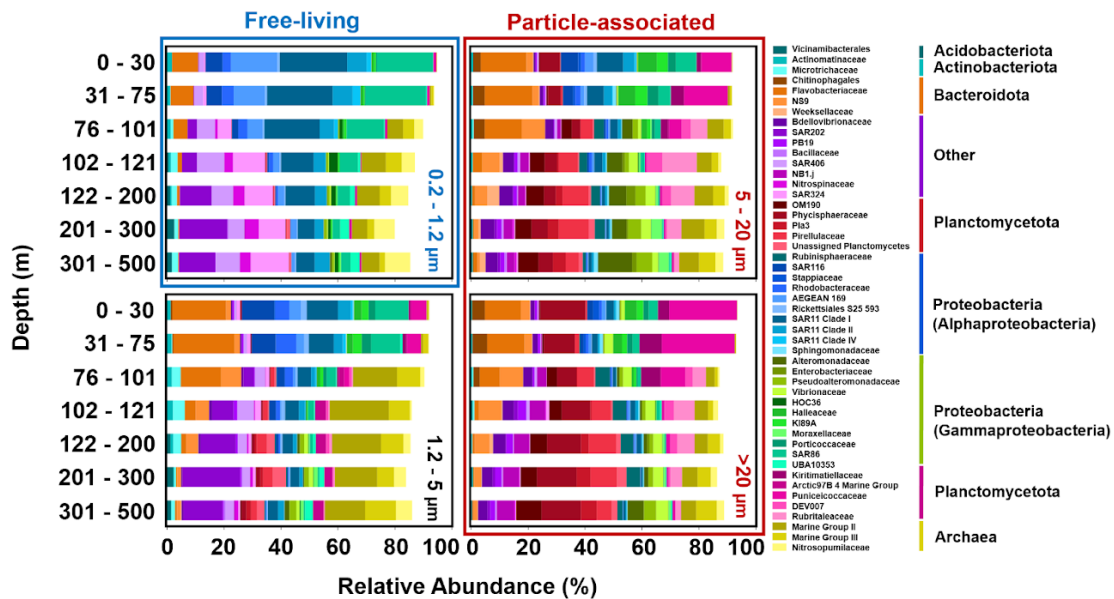 Free-living
Particle-associated
0 - 30
31 - 75
76 - 101
102 - 121
122 - 200
201 - 300
301 - 500
0 - 30
31 - 75
76 - 101
102 - 121
122 - 200
201 - 300
301 - 500
Depth (m)
0.2 - 1.2 µm
5 - 20 µm
1.2 - 5 µm
>20 µm
0 20 40 60 80 100
0 20 40 60 80 100
Relative Abundance (%)
Vicinamibacterales
Actinomatinaceae
Microtrichaceae
Chitinophagales
Flavobacteriaceae
NS9
Weeksellaceae
Bdellovibrionaceae
SAR202
PB19
Bacillaceae
SAR406
NB1.j
Nitrospinaceae
SAR324
OM190
Phycisphaeraceae
Pla3
Pirellulaceae
Unassigned Planctomycetes
Rubinisphaeraceae
SAR116
Stappiaceae
Rhodobacteraceae
AEGEAN 169
Rickettsiales S25 593
SAR11 Clade I
SAR11 Clade II
SAR11 Clade IV
Sphingomonadaceae
Alteromonadaceae
Enterobacteriaceae
Pseudoalteromonadaceae
Vibrionaceae
HOC36
Halieaceae
KI89A
Moraxellaceae
Porticoccaceae
SAR86
UBA10353
Kiritimatiellaceae
Arctic97B 4 Marine Group
Puniceicoccaceae
DEV007
Rubritaleaceae
Marine Group II
Marine Group III
Nitrosopumilaceae
Acidobacteriota
Actinobacteriota
Bacteroidota
Other
Planctomycetota
Proteobacteria
(Alphaproteobacteria)
Proteobacteria
(Gammaproteobacteria)
Planctomycetota
Archaea